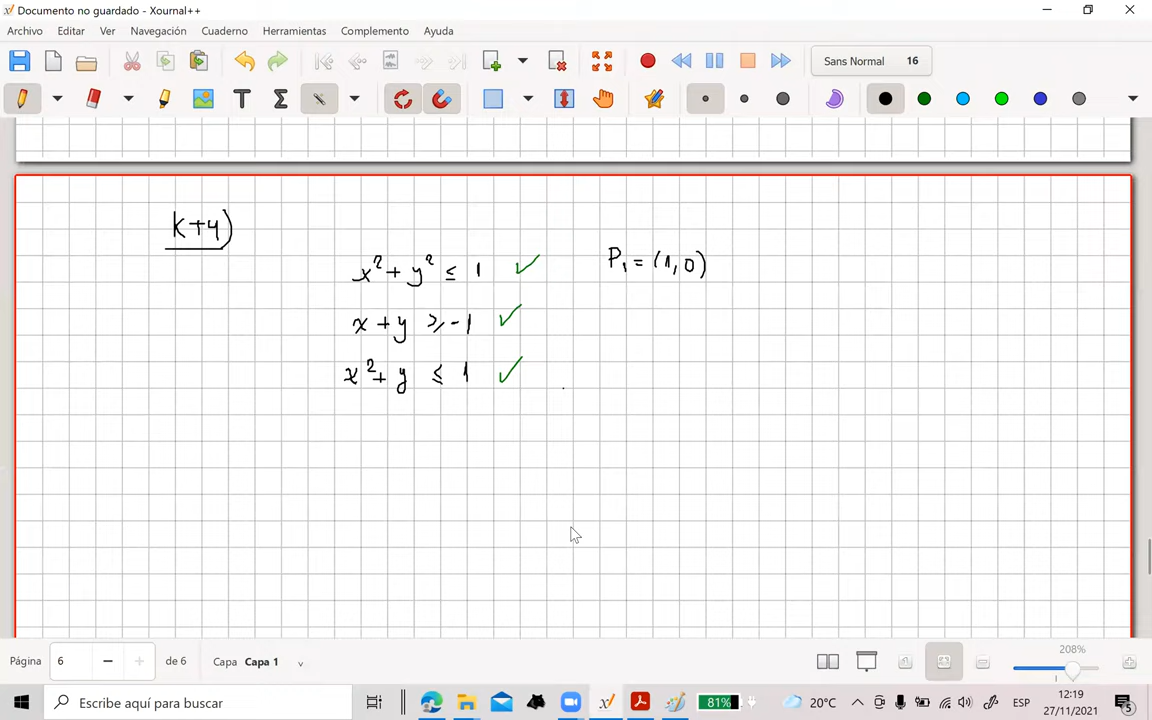 Documento no guardado - Xournal++
Archivo Editar Ver Navegación Cuaderno Herramientas Complemento Ayuda
Sans Normal 16
K+4)
x² + y² ≤ 1 ✓
P₁ = (1,0)
x + y ≥ -1 ✓
x² + y ≤ 1 ✓
Página 6 de 6 Capa Capa 1
208%
Escribe aquí para buscar
81%
20°C
ESP
12:19
27/11/2021
5